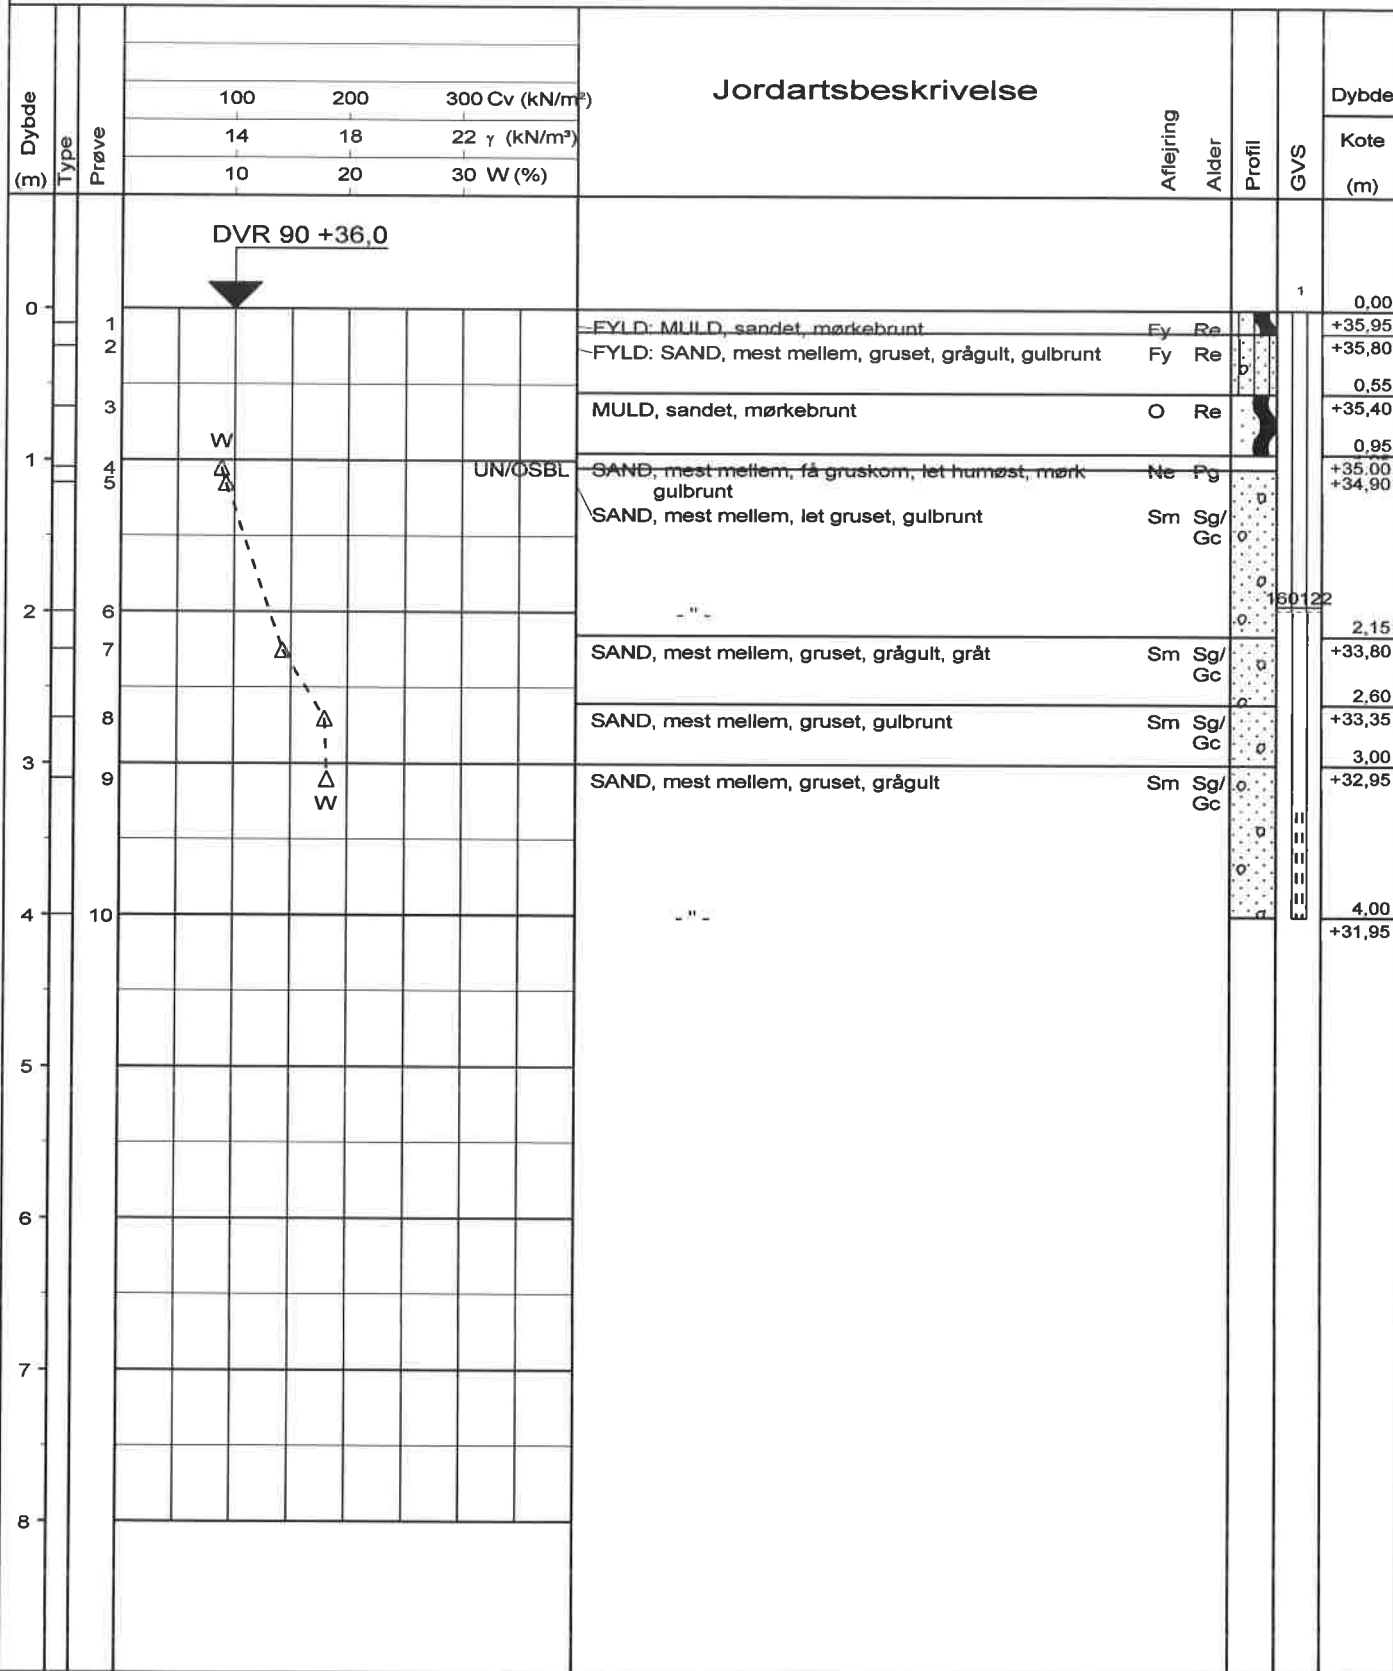 Dybde (m)
Type
Prøve
100 200 300 Cv (kN/m²)
14 18 22 γ (kN/m³)
10 20 30 W (%)
Jordartsbeskrivelse
Aflejring
Alder
Profil
GVS
Dybde
Kote
(m)
DVR 90 +36,0
1
0 0,00
1 FYLD: MULD, sandet, mørkebrunt Fy Re +35,95
2 FYLD: SAND, mest mellem, gruset, grågult, gulbrunt Fy Re +35,80
0,55
3 MULD, sandet, mørkebrunt O Re +35,40
W
0,95
1 4 UN/OSBL SAND, mest mellem, få gruskorn, let humøst, mørk Ne Pg +35,00
5 gulbrunt +34,90
SAND, mest mellem, let gruset, gulbrunt Sm Sg/
Gc
160122
2 6 - " -
2,15
7 SAND, mest mellem, gruset, grågult, gråt Sm Sg/ +33,80
Gc
2,60
8 SAND, mest mellem, gruset, gulbrunt Sm Sg/ +33,35
Gc
3 3,00
9 SAND, mest mellem, gruset, grågult Sm Sg/ +32,95
W Gc
4 10 - " - 4,00
+31,95
5
6
7
8